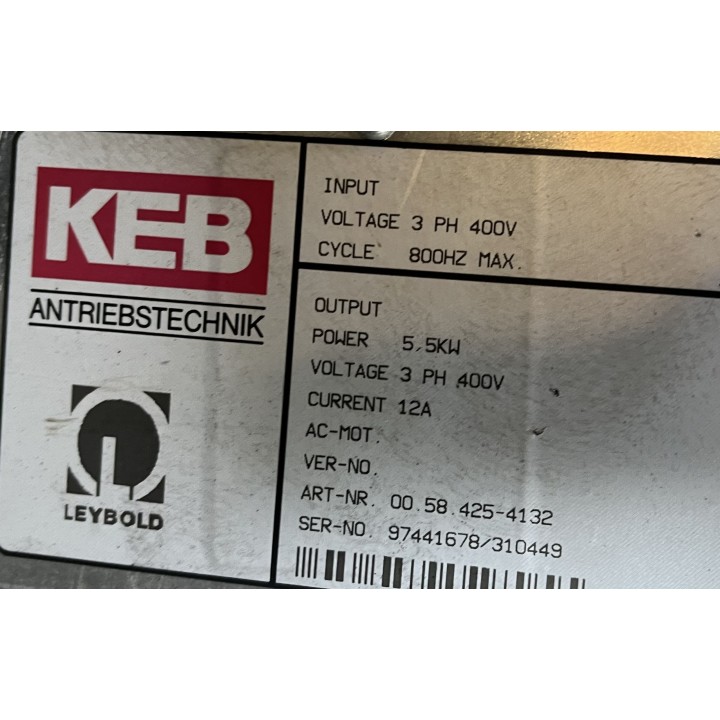 KEB
ANTRIEBSTECHNIK
LEYBOLD
INPUT
VOLTAGE 3 PH 400V
CYCLE 800HZ MAX.
OUTPUT
POWER 5.5KW
VOLTAGE 3 PH 400V
CURRENT 12A
AC-MOT.
VER-NO.
ART-NR. 00.58.425-4132
SER-NO. 97441678/310449